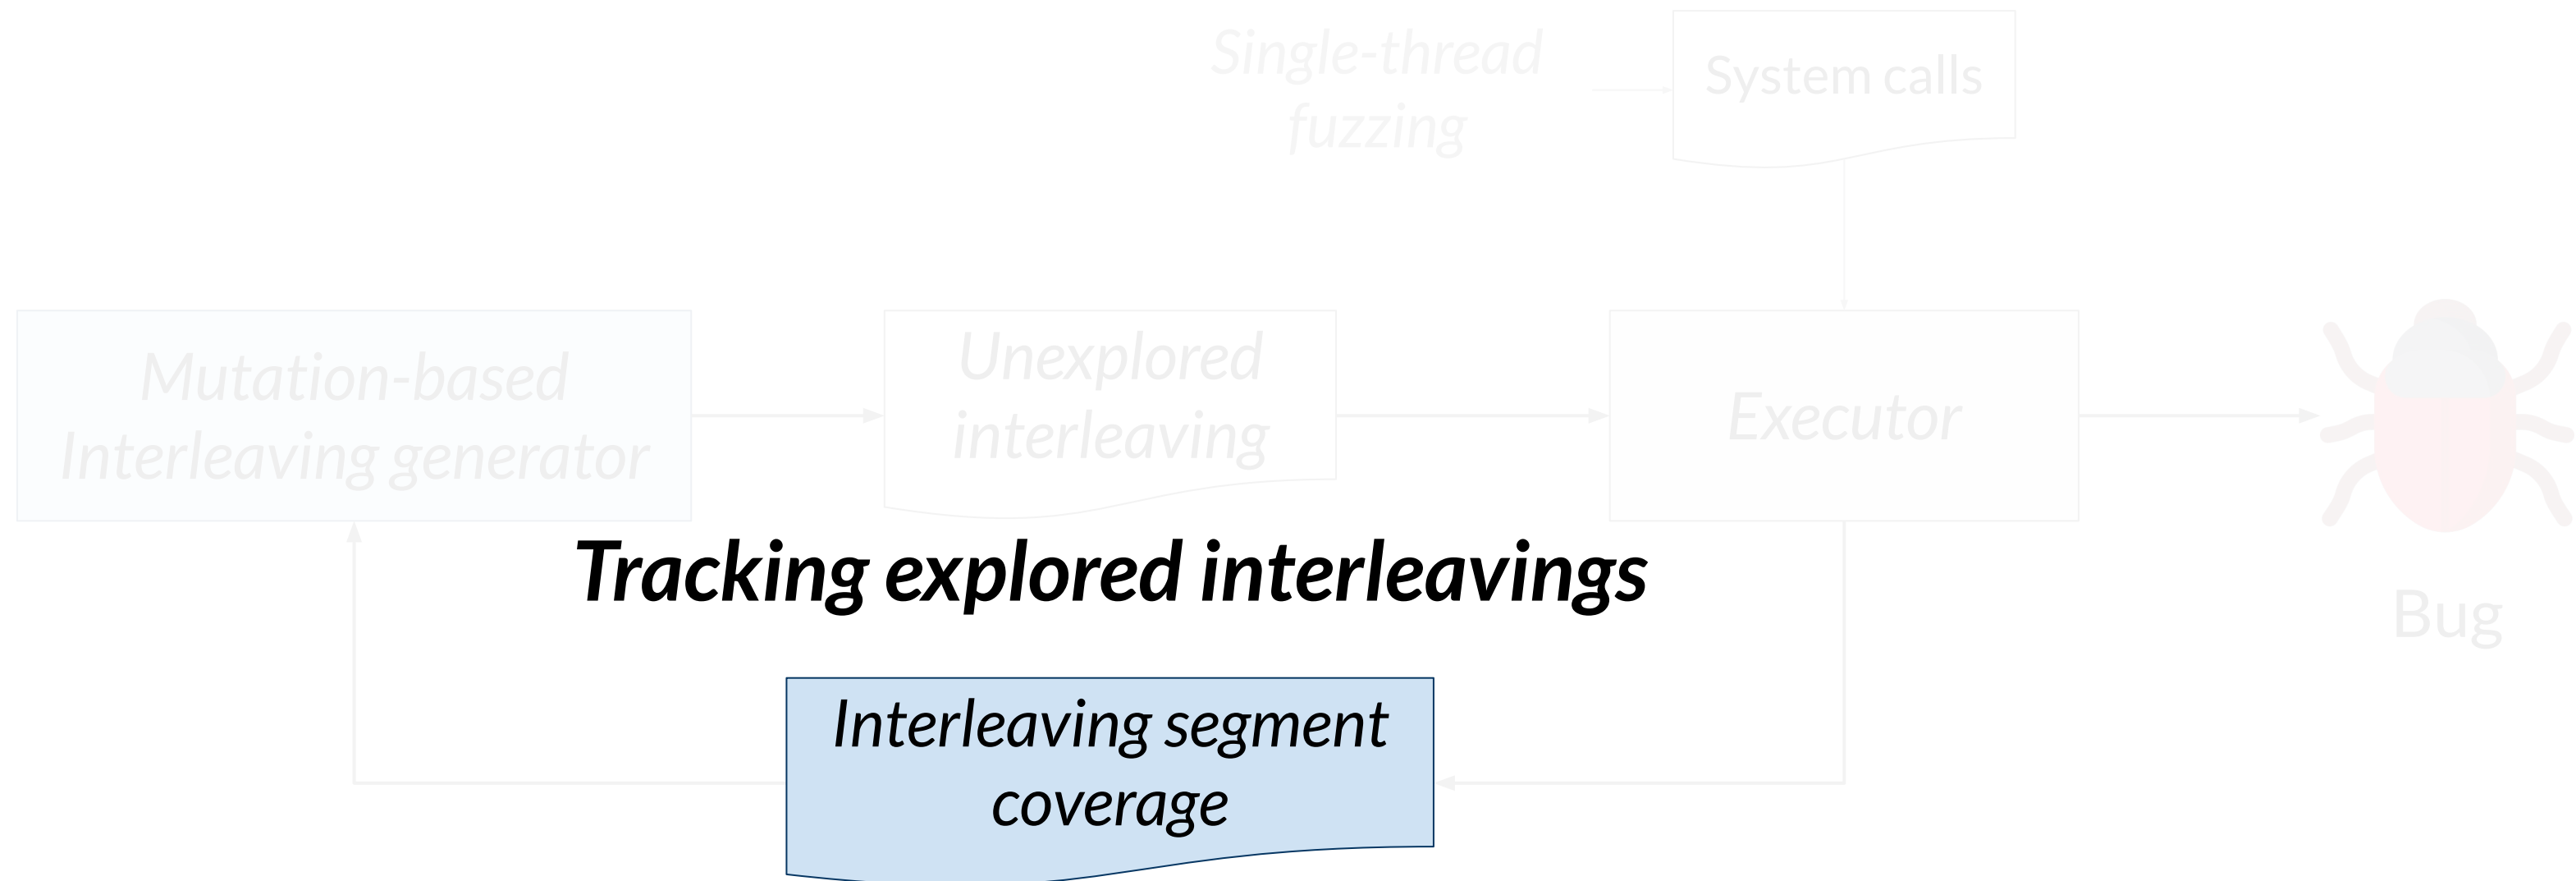 Single-thread
fuzzing
System calls
Mutation-based
Interleaving generator
Unexplored
interleaving
Executor
Tracking explored interleavings
Bug
Interleaving segment
coverage